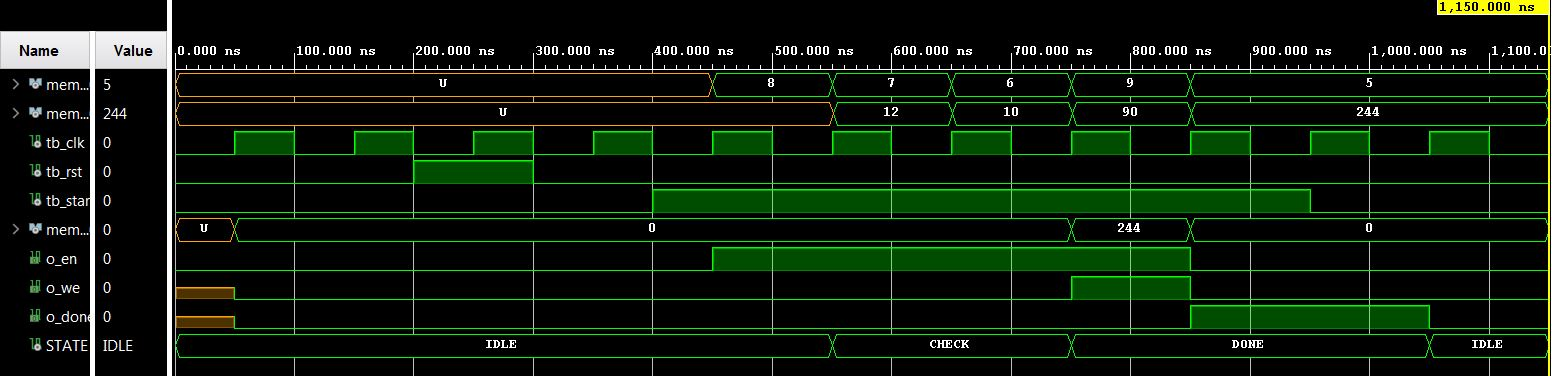 1,150.000 ns
Name Value 0.000 ns 100.000 ns 200.000 ns 300.000 ns 400.000 ns 500.000 ns 600.000 ns 700.000 ns 800.000 ns 900.000 ns 1,000.000 ns 1,100.0
mem... 5 U 8 7 6 9 5
mem... 244 U 12 10 90 244
tb_clk 0
tb_rst 0
tb_star 0
mem... 0 U 0 244 0
o_en 0
o_we 0
o_done 0
STATE IDLE IDLE CHECK DONE IDLE